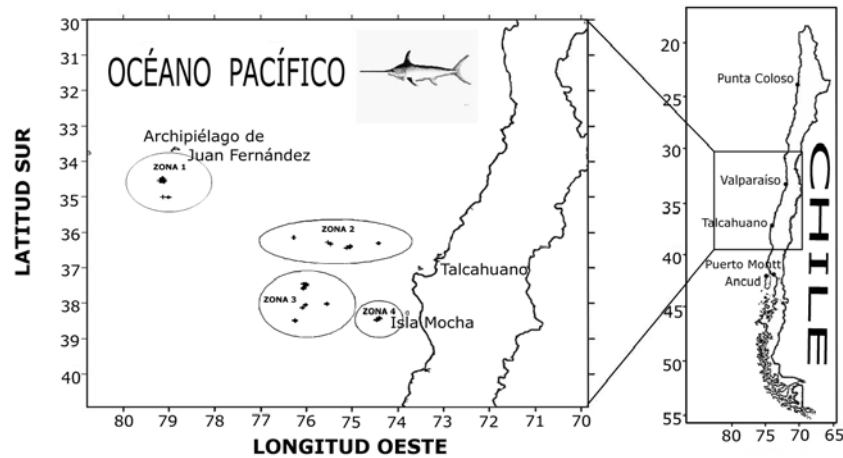 OCÉANO PACÍFICO
Archipiélago de
Juan Fernández
ZONA 1
ZONA 2
ZONA 3
ZONA 4
Talcahuano
Isla Mocha
LATITUD SUR
30
31
32
33
34
35
36
37
38
39
40
80
79
78
77
76
75
74
73
72
71
70
LONGITUD OESTE
Punta Coloso
Valparaíso
Talcahuano
Puerto Montt
Ancud
CHILE
20
25
30
35
40
45
50
55
80
75
70
65